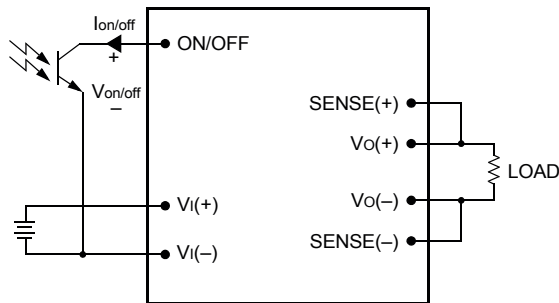 Ion/off
+
ON/OFF
Von/off
–
SENSE(+)
VO(+)
LOAD
VI(+)
VO(–)
VI(–)
SENSE(–)